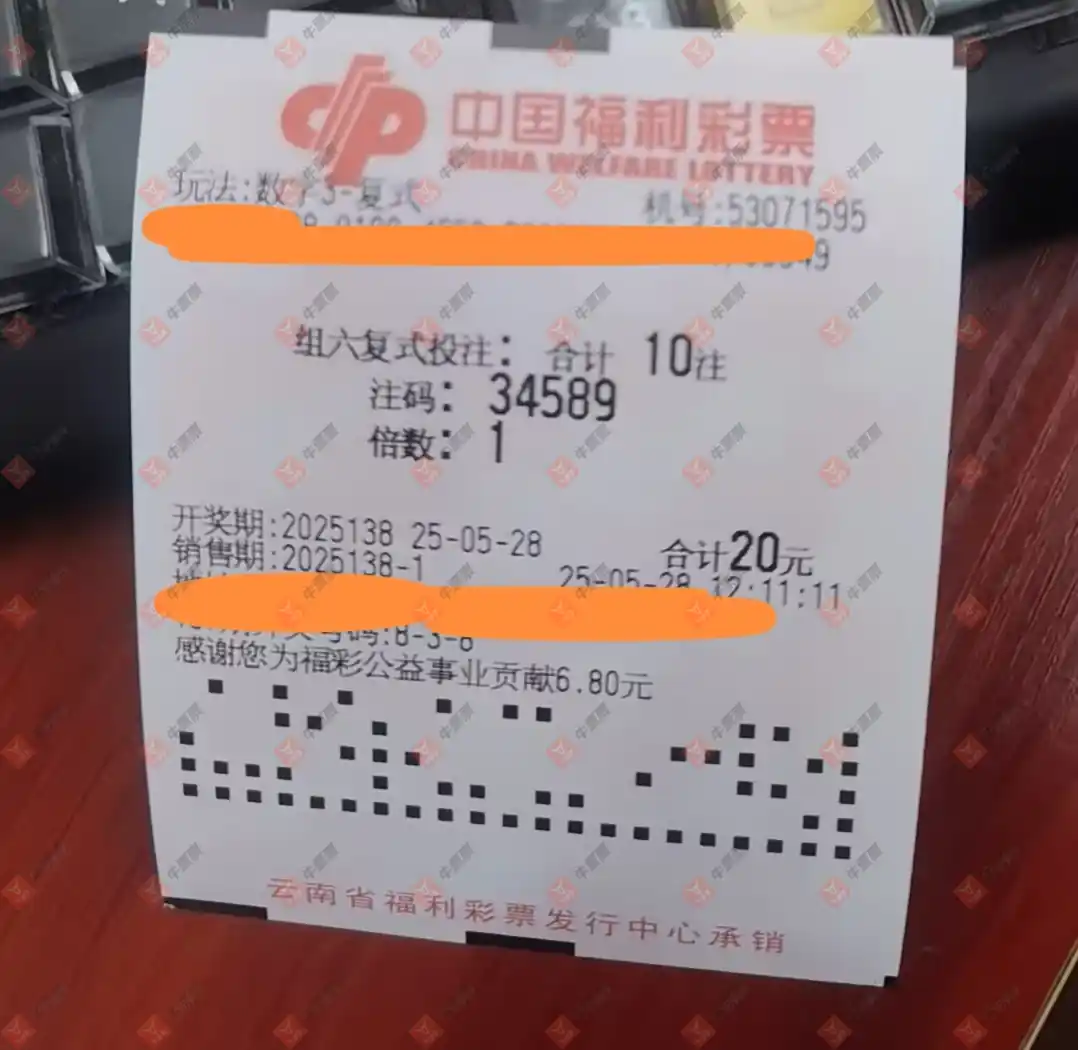 中国福利彩票
CHINA WELFARE LOTTERY
玩法:数字3-复式
机号:53071595
组六复式投注: 合计 10注
注码: 34589
倍数: 1
开奖期:2025138 25-05-28 合计20元
销售期:2025138-1 25-05-28 12:11:11
码:8-3-8
感谢您为福彩公益事业贡献6.80元
云南省福利彩票发行中心承销